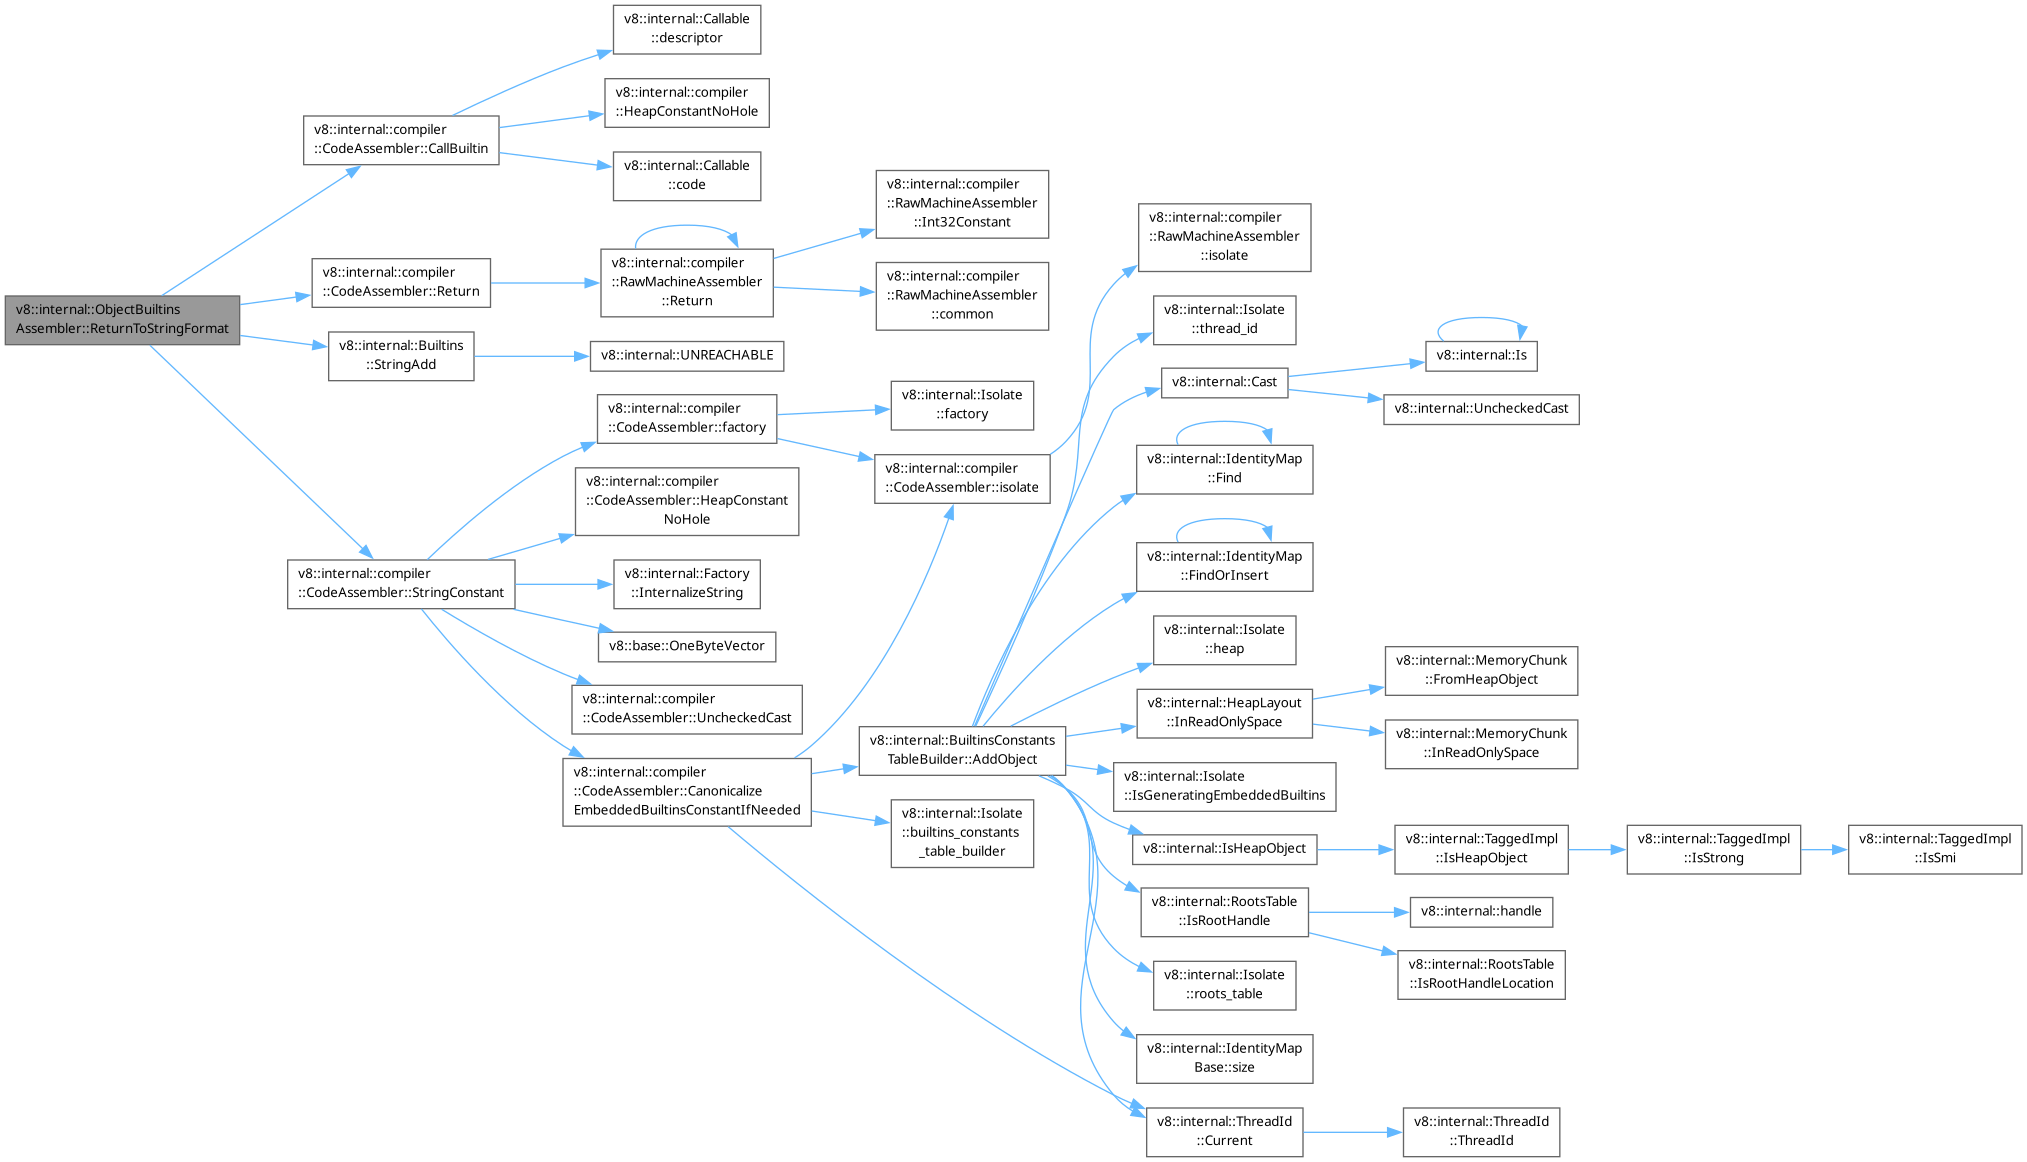 v8::internal::ObjectBuiltins
Assembler::ReturnToStringFormat
v8::internal::compiler
::CodeAssembler::CallBuiltin
v8::internal::Callable
::descriptor
v8::internal::compiler
::HeapConstantNoHole
v8::internal::Callable
::code
v8::internal::compiler
::CodeAssembler::Return
v8::internal::compiler
::RawMachineAssembler
::Return
v8::internal::compiler
::RawMachineAssembler
::Int32Constant
v8::internal::compiler
::RawMachineAssembler
::common
v8::internal::Builtins
::StringAdd
v8::internal::UNREACHABLE
v8::internal::compiler
::CodeAssembler::StringConstant
v8::internal::compiler
::CodeAssembler::factory
v8::internal::Isolate
::factory
v8::internal::compiler
::CodeAssembler::isolate
v8::internal::compiler
::RawMachineAssembler
::isolate
v8::internal::compiler
::CodeAssembler::HeapConstant
NoHole
v8::internal::Factory
::InternalizeString
v8::base::OneByteVector
v8::internal::compiler
::CodeAssembler::UncheckedCast
v8::internal::compiler
::CodeAssembler::Canonicalize
EmbeddedBuiltinsConstantIfNeeded
v8::internal::BuiltinsConstants
TableBuilder::AddObject
v8::internal::Isolate
::builtins_constants
_table_builder
v8::internal::Isolate
::thread_id
v8::internal::Cast
v8::internal::Is
v8::internal::UncheckedCast
v8::internal::IdentityMap
::Find
v8::internal::IdentityMap
::FindOrInsert
v8::internal::Isolate
::heap
v8::internal::HeapLayout
::InReadOnlySpace
v8::internal::MemoryChunk
::FromHeapObject
v8::internal::MemoryChunk
::InReadOnlySpace
v8::internal::Isolate
::IsGeneratingEmbeddedBuiltins
v8::internal::IsHeapObject
v8::internal::TaggedImpl
::IsHeapObject
v8::internal::TaggedImpl
::IsStrong
v8::internal::TaggedImpl
::IsSmi
v8::internal::RootsTable
::IsRootHandle
v8::internal::handle
v8::internal::RootsTable
::IsRootHandleLocation
v8::internal::Isolate
::roots_table
v8::internal::IdentityMap
Base::size
v8::internal::ThreadId
::Current
v8::internal::ThreadId
::ThreadId